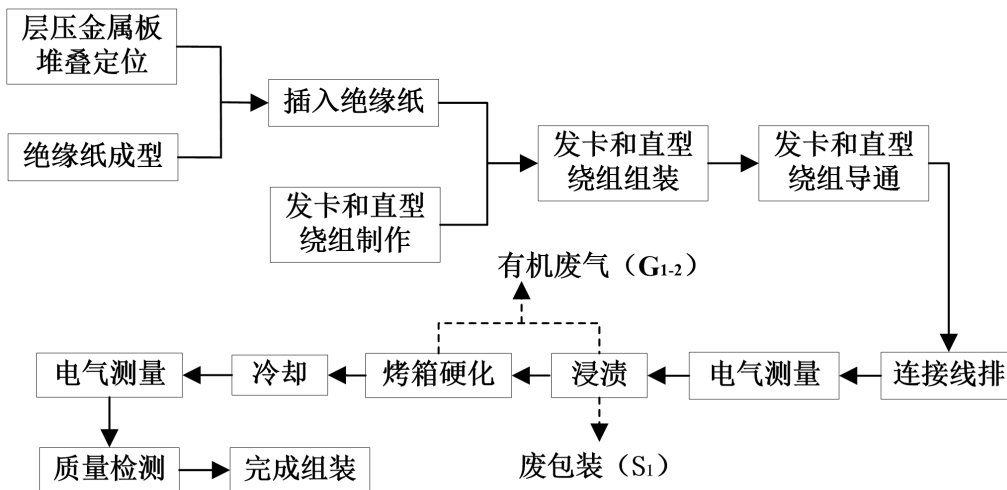 层压金属板
堆叠定位
绝缘纸成型
插入绝缘纸
发卡和直型
绕组制作
发卡和直型
绕组组装
发卡和直型
绕组导通
有机废气（G1-2）
连接线排
电气测量
浸渍
烤箱硬化
冷却
电气测量
废包装（S1）
质量检测
完成组装